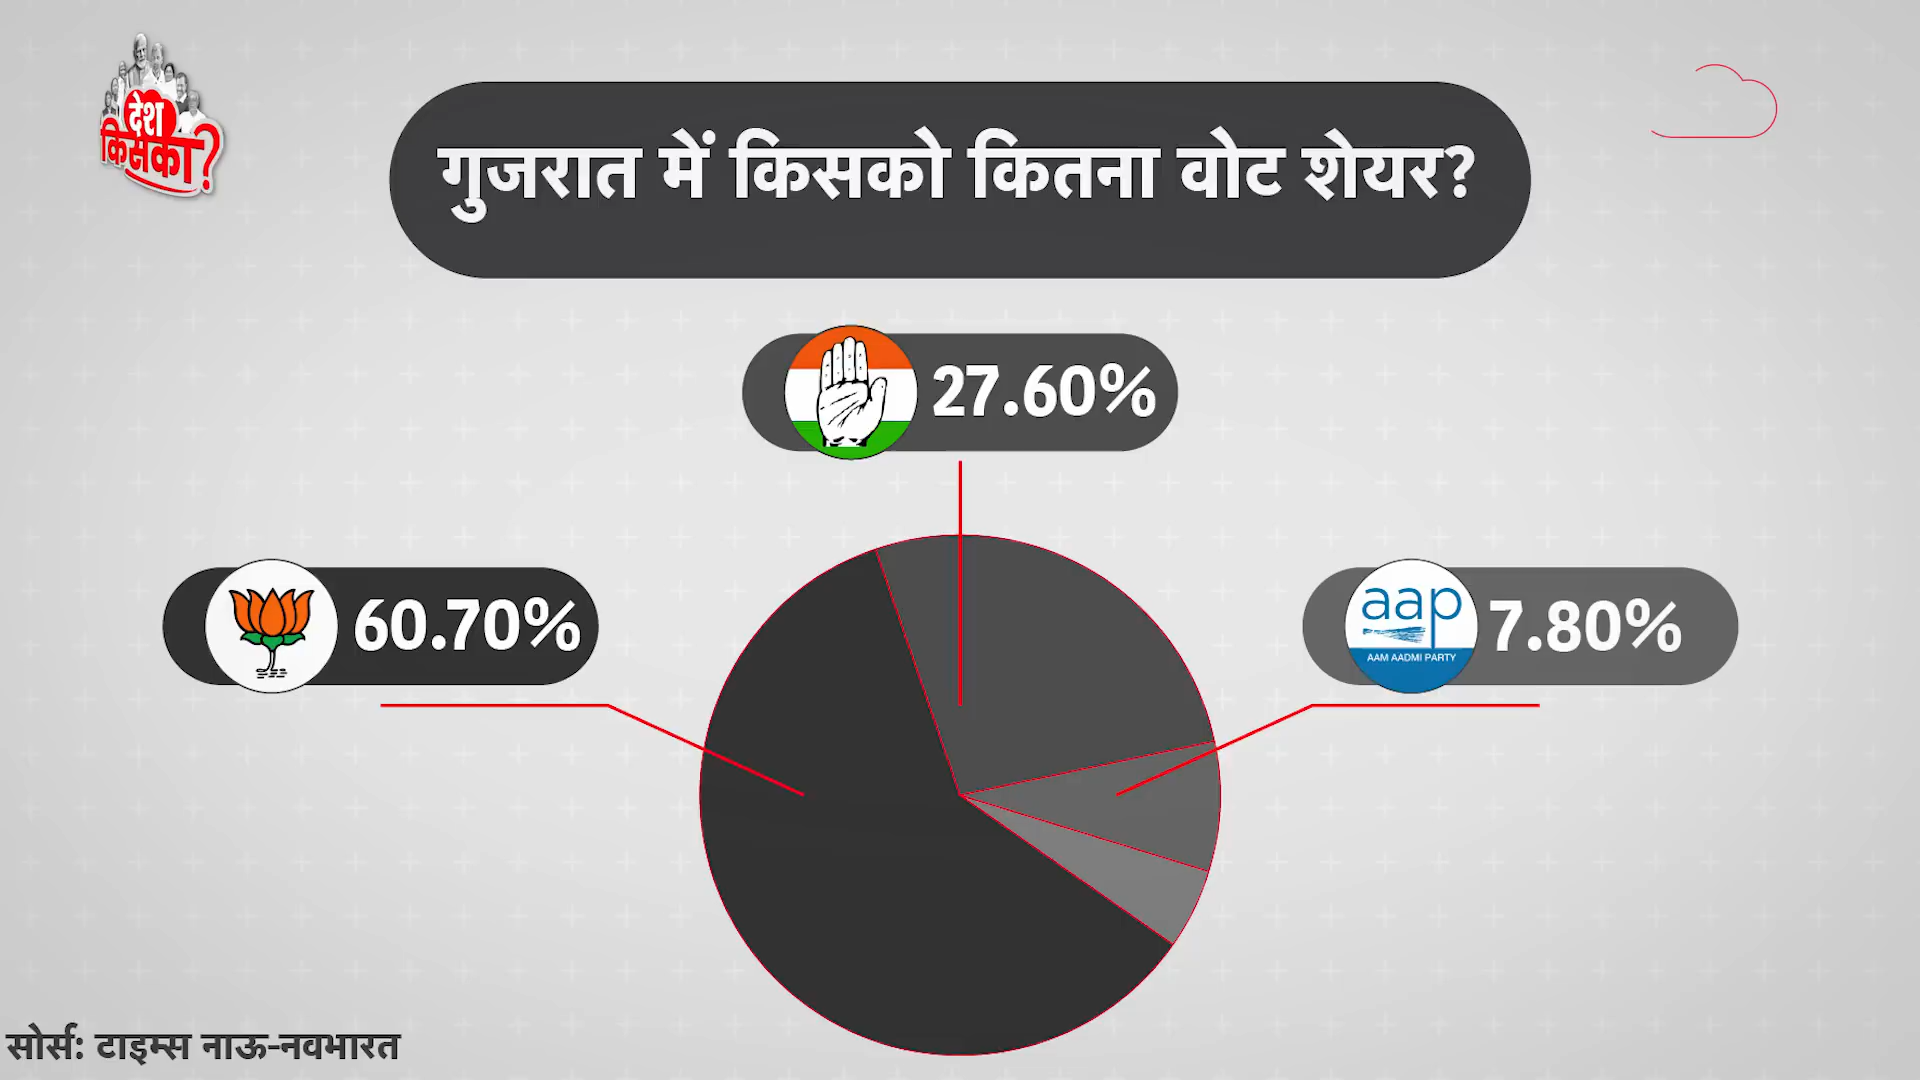 देश
किसका?
गुजरात में किसको कितना वोट शेयर?
27.60%
60.70%
aap
AAM AADMI PARTY
7.80%
सोर्स: टाइम्स नाऊ-नवभारत